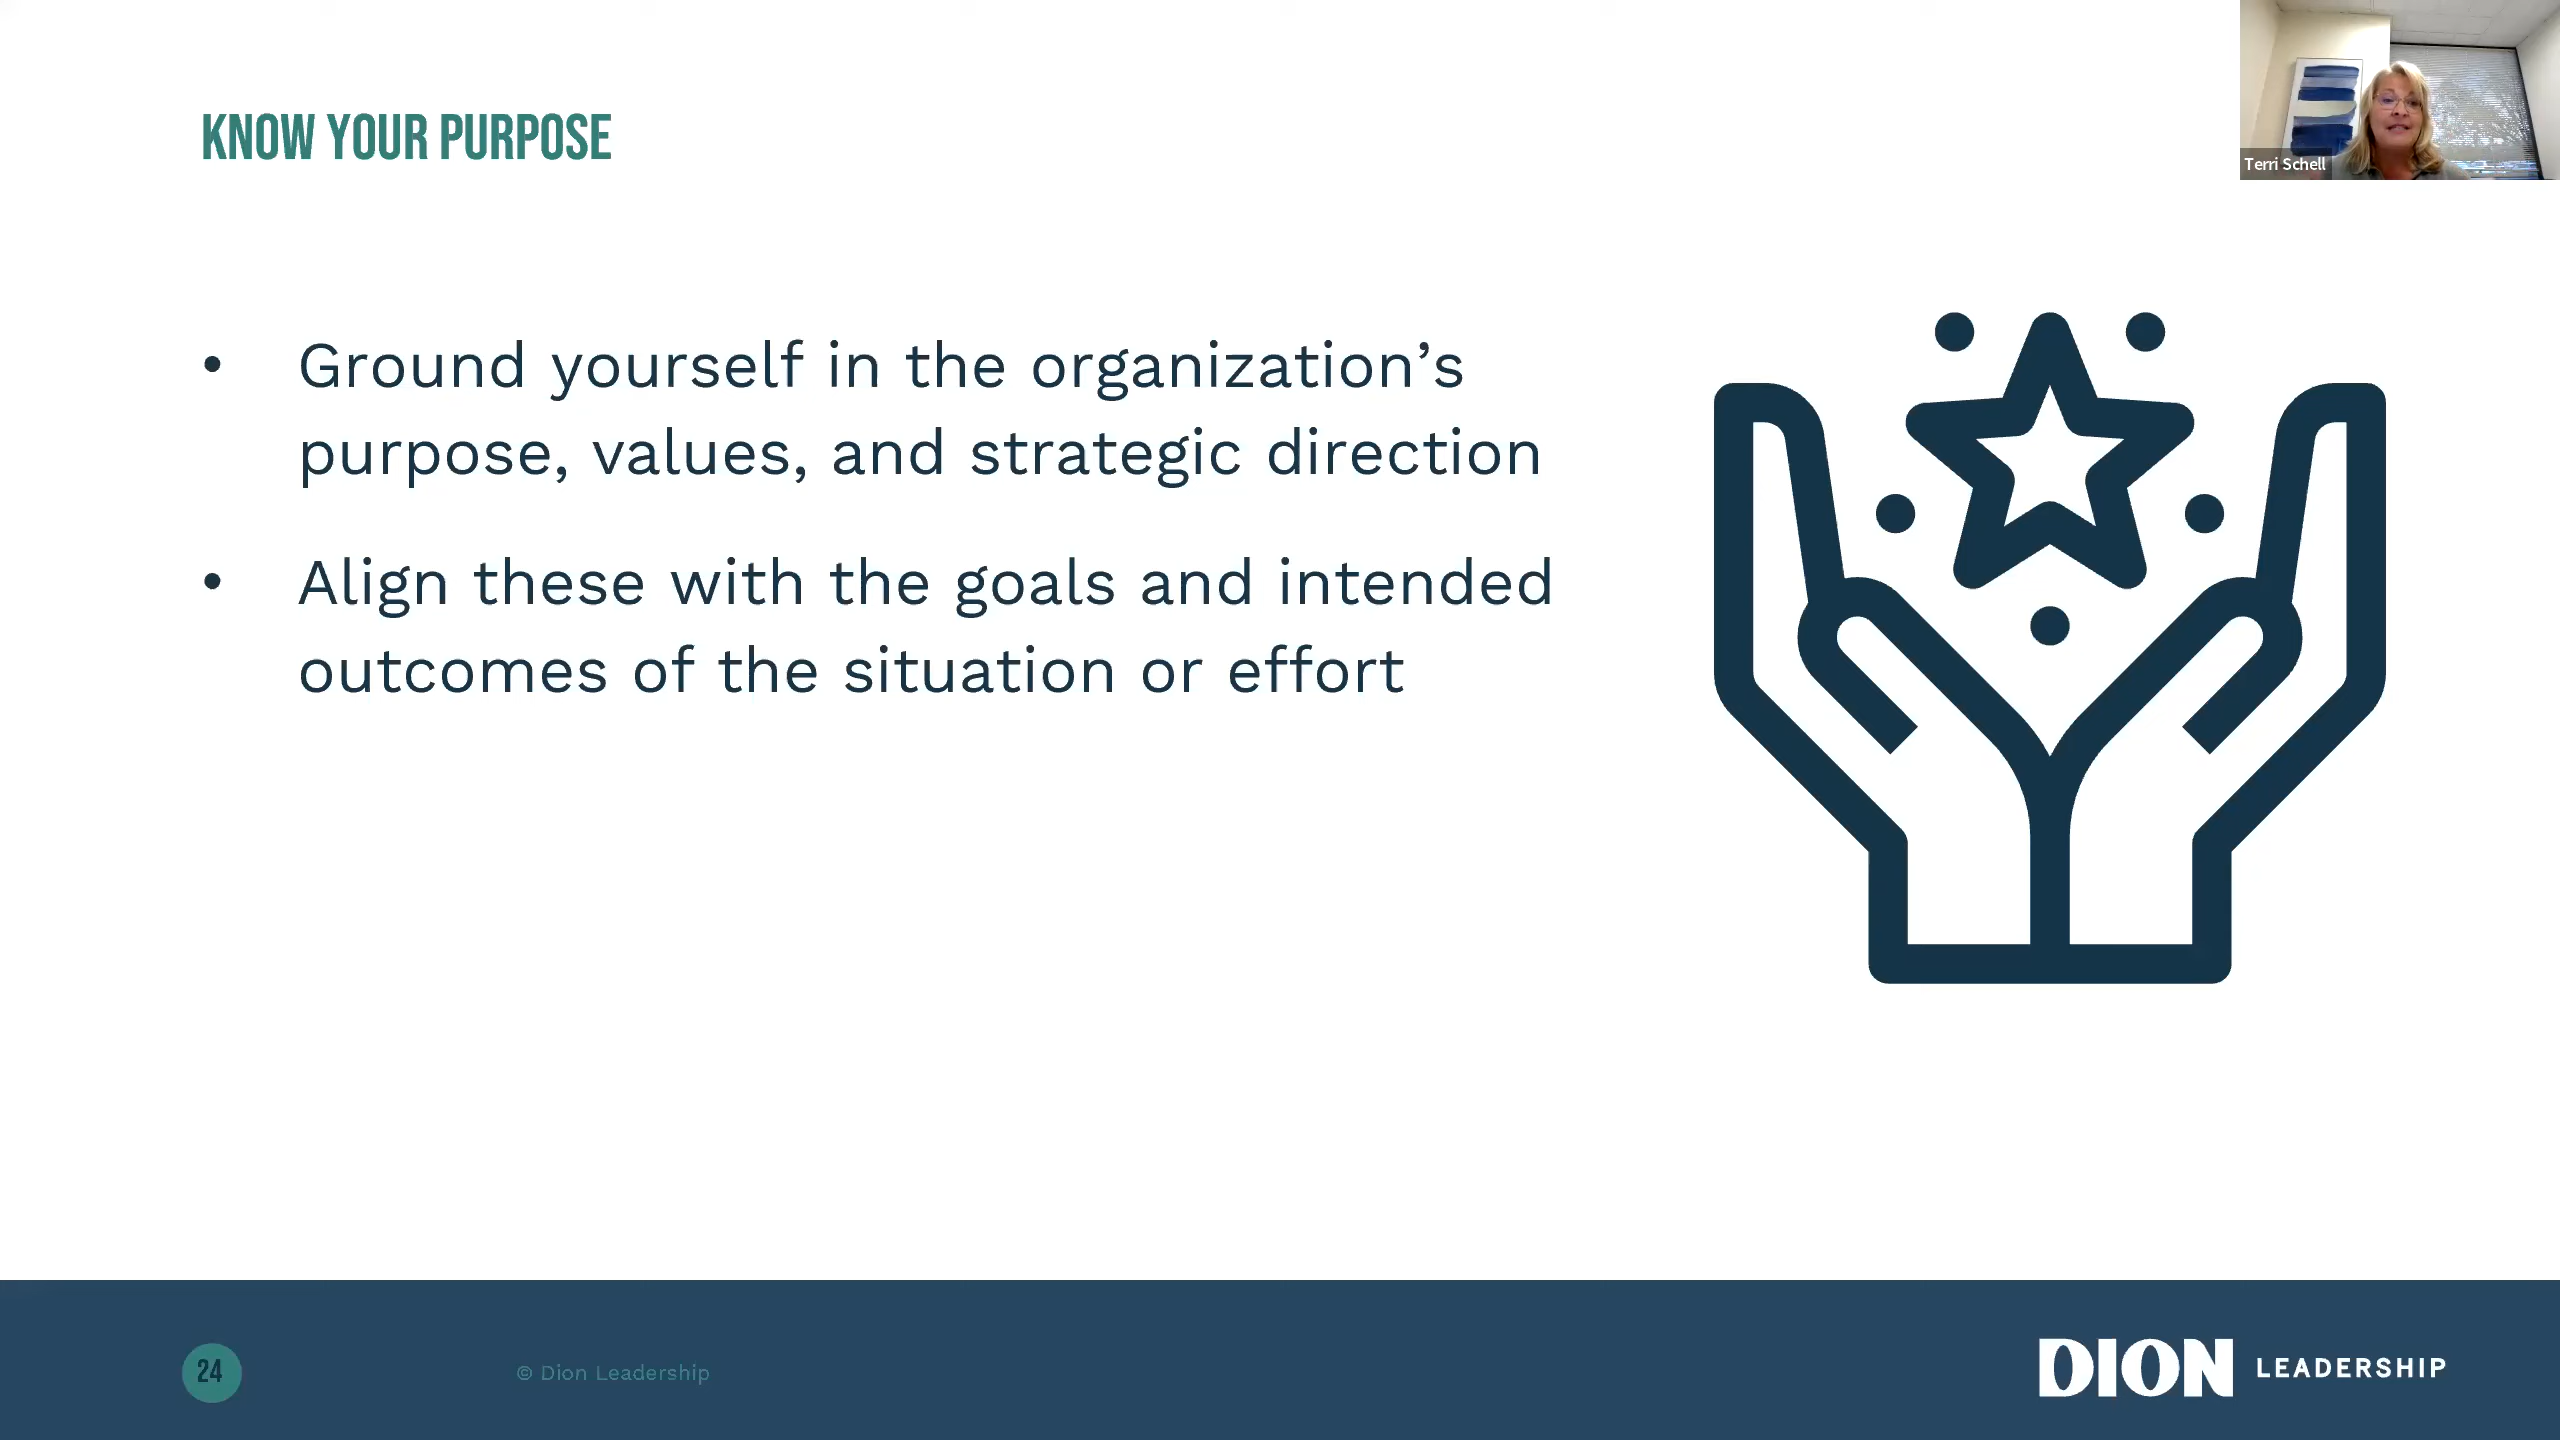 KNOW YOUR PURPOSE
Terri Schell
• Ground yourself in the organization’s
purpose, values, and strategic direction
• Align these with the goals and intended
outcomes of the situation or effort
24
© Dion Leadership
DION LEADERSHIP